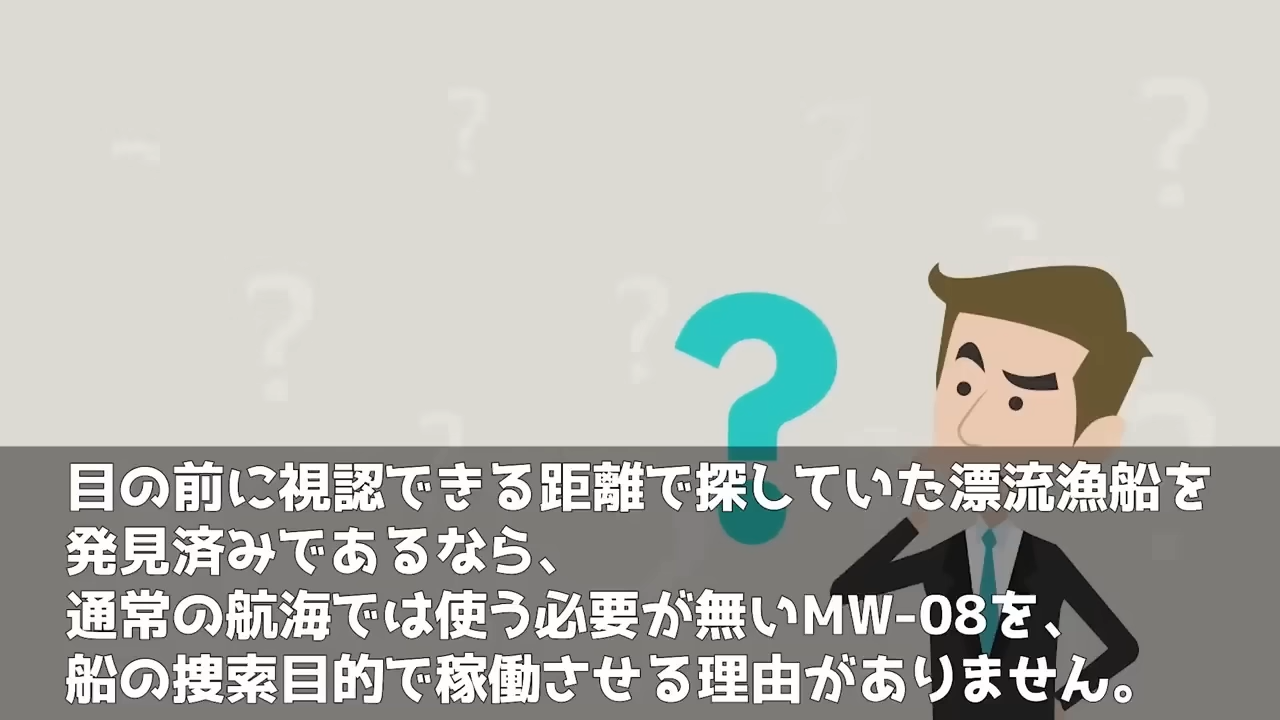 目の前に視認できる距離で探していた漂流漁船を
発見済みであるなら、
通常の航海では使う必要が無いMW-08を、
船の捜索目的で稼働させる理由がありません。
?